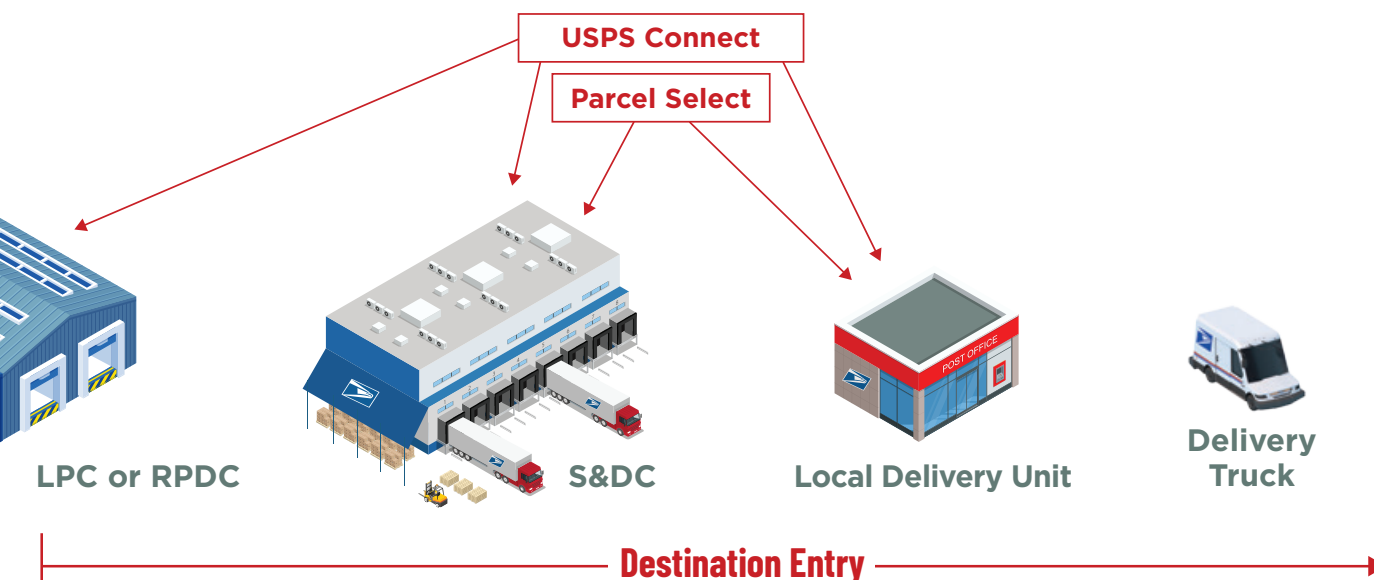 USPS Connect
Parcel Select
POST OFFICE
LPC or RPDC
S&DC
Local Delivery Unit
Delivery
Truck
Destination Entry